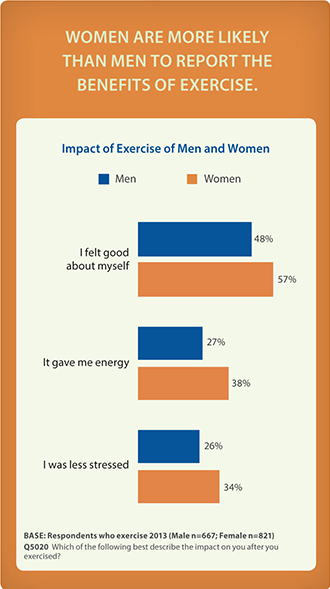 WOMEN ARE MORE LIKELY
THAN MEN TO REPORT THE
BENEFITS OF EXERCISE.
Impact of Exercise of Men and Women
Men Women
I felt good
about myself
48%
57%
It gave me energy
27%
38%
I was less stressed
26%
34%
BASE: Respondents who exercise 2013 (Male n=667; Female n=821)
Q5020 Which of the following best describe the impact on you after you
exercised?